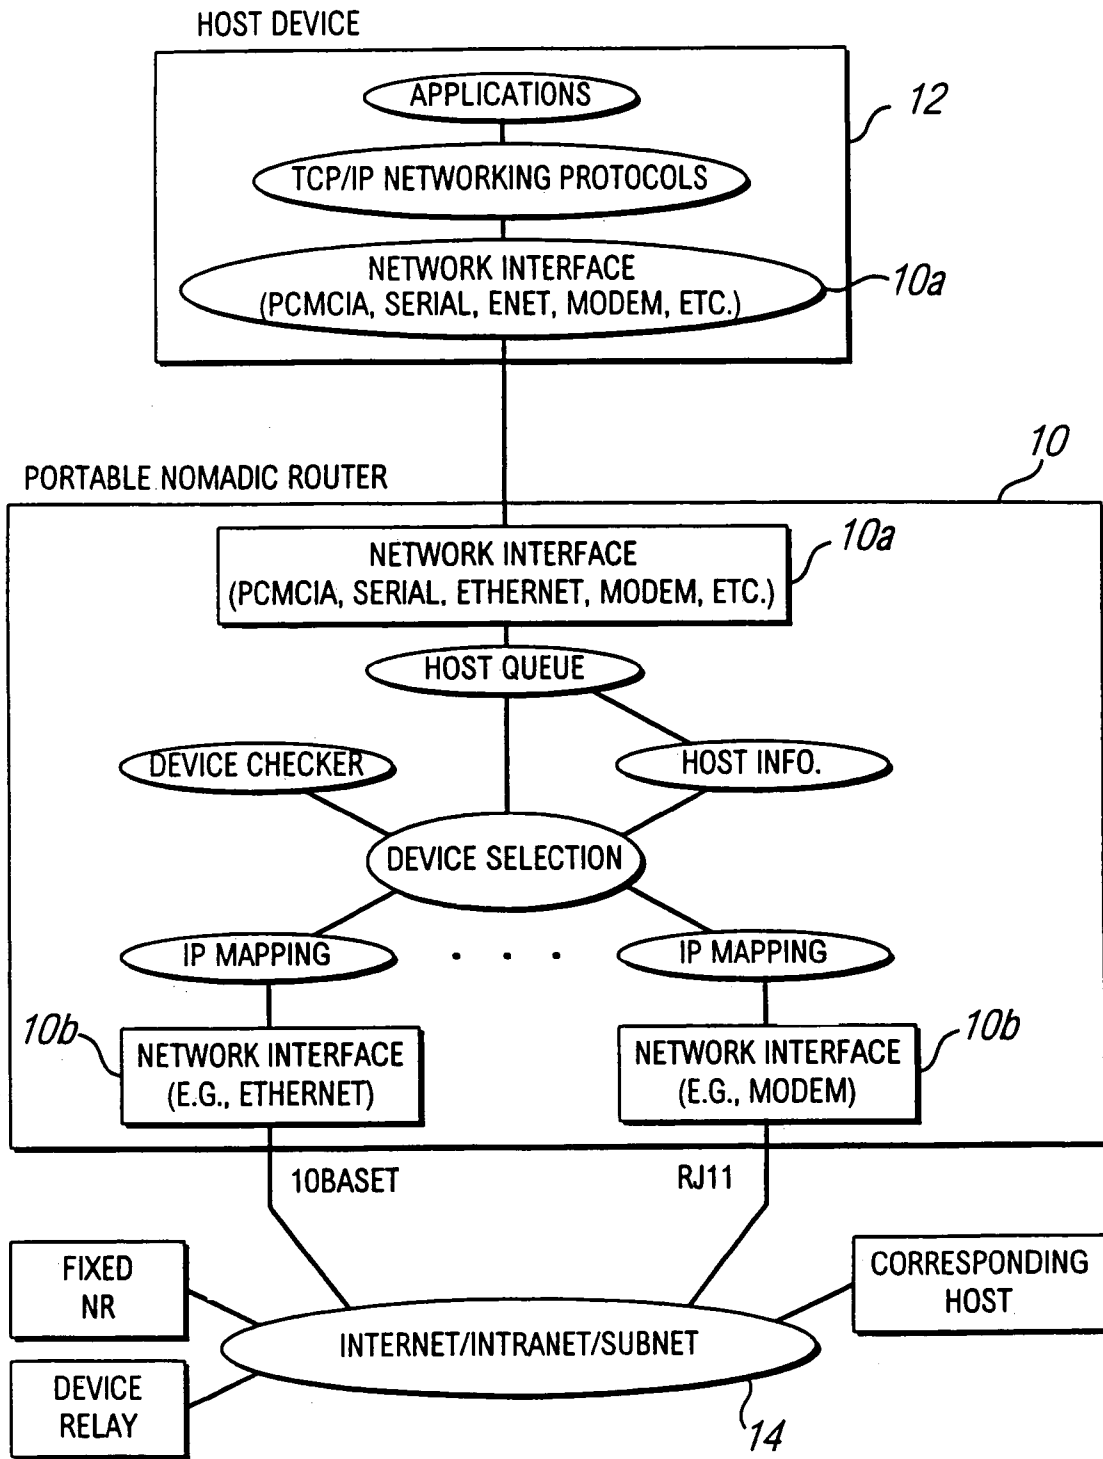 HOST DEVICE
APPLICATIONS
12
TCP/IP NETWORKING PROTOCOLS
NETWORK INTERFACE
(PCMCIA, SERIAL, ENET, MODEM, ETC.)
10a
10
PORTABLE NOMADIC ROUTER
NETWORK INTERFACE
(PCMCIA, SERIAL, ETHERNET, MODEM, ETC.)
10a
HOST QUEUE
DEVICE CHECKER
HOST INFO.
DEVICE SELECTION
IP MAPPING
. . .
IP MAPPING
10b
NETWORK INTERFACE
(E.G., ETHERNET)
NETWORK INTERFACE
(E.G., MODEM)
10b
10BASET
RJ11
FIXED
NR
CORRESPONDING
HOST
INTERNET/INTRANET/SUBNET
DEVICE
RELAY
14